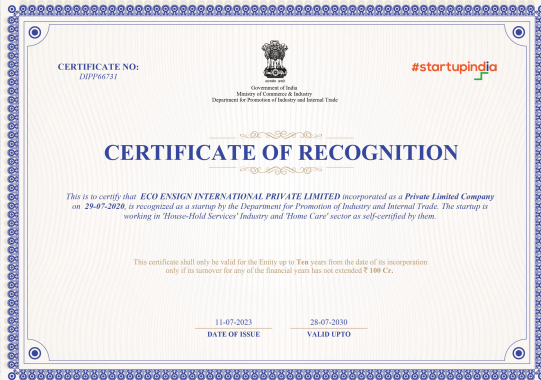 CERTIFICATE NO:
DIPP66731
#startupindia
Government of India
Ministry of Commerce & Industry
Department for Promotion of Industry and Internal Trade
CERTIFICATE OF RECOGNITION
This is to certify that ECO ENSIGN INTERNATIONAL PRIVATE LIMITED incorporated as a Private Limited Company
on 29-07-2020, is recognized as a startup by the Department for Promotion of Industry and Internal Trade. The startup is
working in 'House-Hold Services' Industry and 'Home Care' sector as self-certified by them.
This certificate shall only be valid for the Entity up to Ten years from the date of its incorporation
only if its turnover for any of the financial years has not extended ₹ 100 Cr.
11-07-2023 28-07-2030
DATE OF ISSUE VALID UPTO